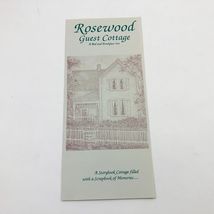 Rosewood
Guest Cottage
A Bed and Breakfast Inn
A Storybook Cottage filled
with a Scrapbook of Memories....